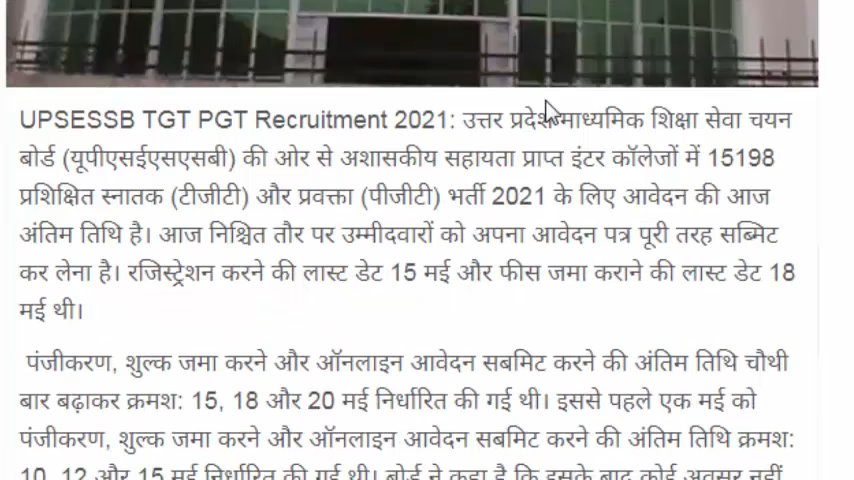 UPSESSB TGT PGT Recruitment 2021: उत्तर प्रदेश माध्यमिक शिक्षा सेवा चयन
बोर्ड (यूपीएसईएसएसबी) की ओर से अशासकीय सहायता प्राप्त इंटर कॉलेजों में 15198
प्रशिक्षित स्नातक (टीजीटी) और प्रवक्ता (पीजीटी) भर्ती 2021 के लिए आवेदन की आज
अंतिम तिथि है। आज निश्चित तौर पर उम्मीदवारों को अपना आवेदन पत्र पूरी तरह सब्मिट
कर लेना है। रजिस्ट्रेशन करने की लास्ट डेट 15 मई और फीस जमा कराने की लास्ट डेट 18
मई थी।
पंजीकरण, शुल्क जमा करने और ऑनलाइन आवेदन सबमिट करने की अंतिम तिथि चौथी
बार बढ़ाकर क्रमश: 15, 18 और 20 मई निर्धारित की गई थी। इससे पहले एक मई को
पंजीकरण, शुल्क जमा करने और ऑनलाइन आवेदन सबमिट करने की अंतिम तिथि क्रमश:
10, 12 और 15 मई निर्धारित की गई थी। बोर्ड ने कहा है कि इसके बाद कोई अवसर नहीं